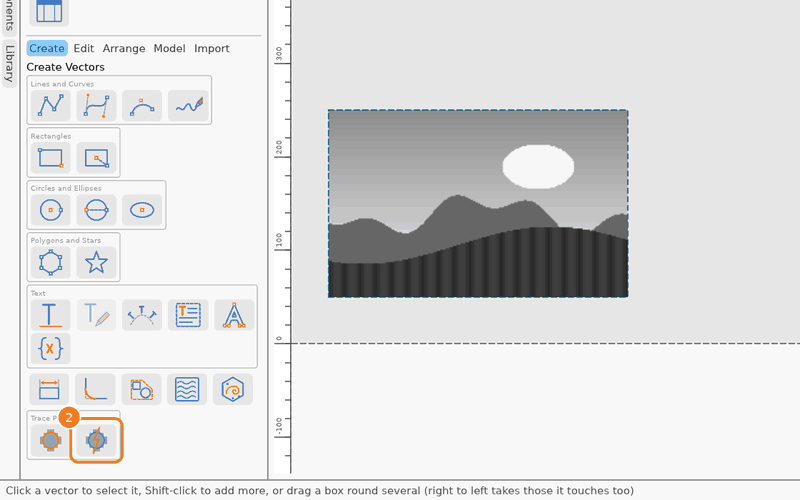 Library
Create Edit Arrange Model Import
Create Vectors
Lines and Curves
Rectangles
Circles and Ellipses
Polygons and Stars
Text
Trace
2
300
200
100
0
-100
Click a vector to select it, Shift-click to add more, or drag a box round several (right to left takes those it touches too)